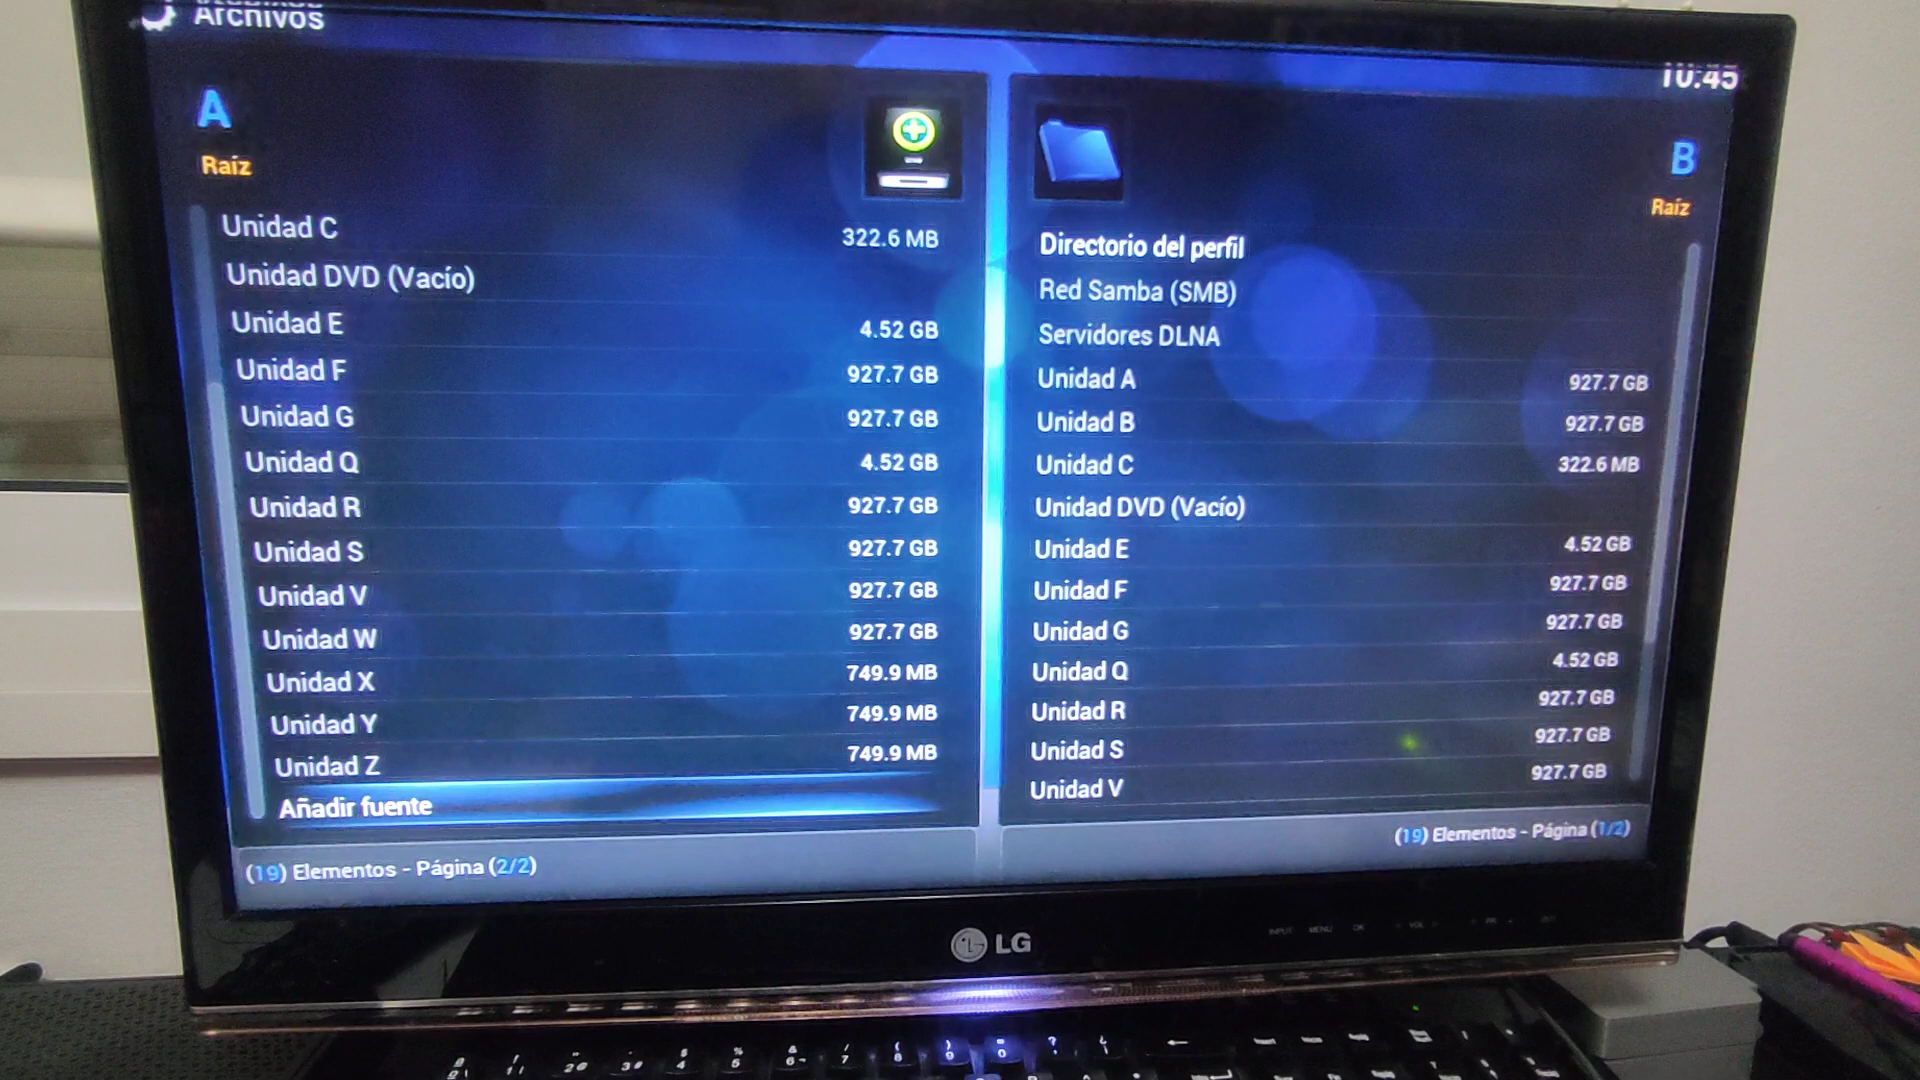 Archivos
10:45
A
Raíz
Unidad C 322.6 MB
Unidad DVD (Vacío)
Unidad E 4.52 GB
Unidad F 927.7 GB
Unidad G 927.7 GB
Unidad Q 4.52 GB
Unidad R 927.7 GB
Unidad S 927.7 GB
Unidad V 927.7 GB
Unidad W 927.7 GB
Unidad X 749.9 MB
Unidad Y 749.9 MB
Unidad Z 749.9 MB
Añadir fuente
(19) Elementos - Página (2/2)
B
Raíz
Directorio del perfil
Red Samba (SMB)
Servidores DLNA
Unidad A 927.7 GB
Unidad B 927.7 GB
Unidad C 322.6 MB
Unidad DVD (Vacío)
Unidad E 4.52 GB
Unidad F 927.7 GB
Unidad G 927.7 GB
Unidad Q 4.52 GB
Unidad R 927.7 GB
Unidad S 927.7 GB
Unidad V 927.7 GB
(19) Elementos - Página (1/2)
LG
INPUT MENU OK VOL